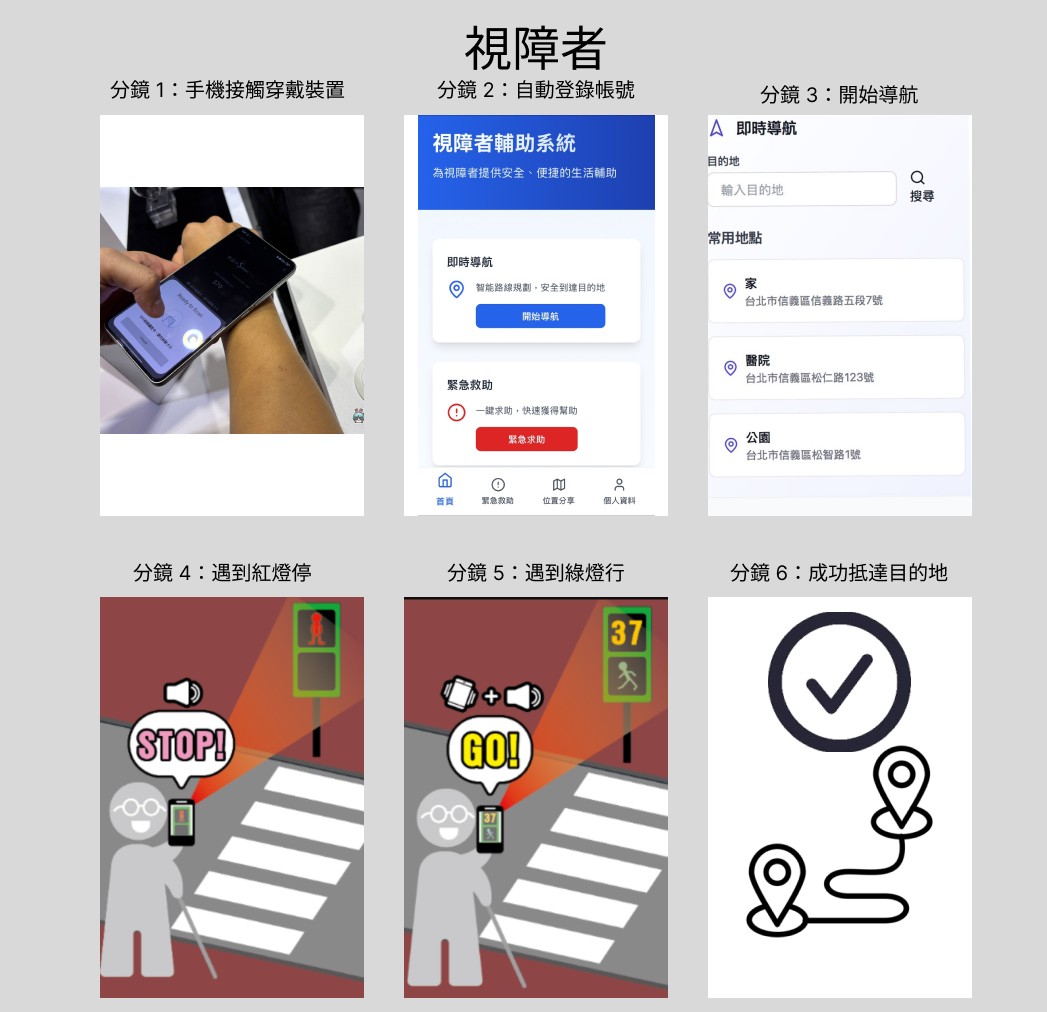 視障者
分鏡 1：手機接觸穿戴裝置
分鏡 2：自動登錄帳號
分鏡 3：開始導航
Ready to Scan
視障者輔助系統
為視障者提供安全、便捷的生活輔助
即時導航
智能路線規劃，安全到達目的地
開始導航
緊急救助
一鍵求助，快速獲得幫助
緊急求助
首頁
緊急救助
位置分享
個人資料
即時導航
目的地
輸入目的地
搜尋
常用地點
家
台北市信義區信義路五段7號
醫院
台北市信義區松仁路123號
公園
台北市信義區松智路1號
分鏡 4：遇到紅燈停
分鏡 5：遇到綠燈行
分鏡 6：成功抵達目的地
STOP!
37
GO!
37